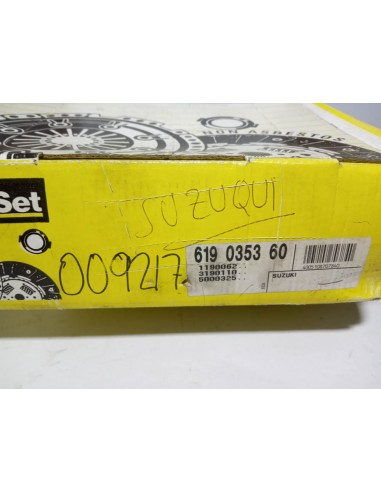 NON ASBESTOS
Set
SUZUQUI
009217
619 0353 60
1190062..
3190110..
5000325..
SUZUKI